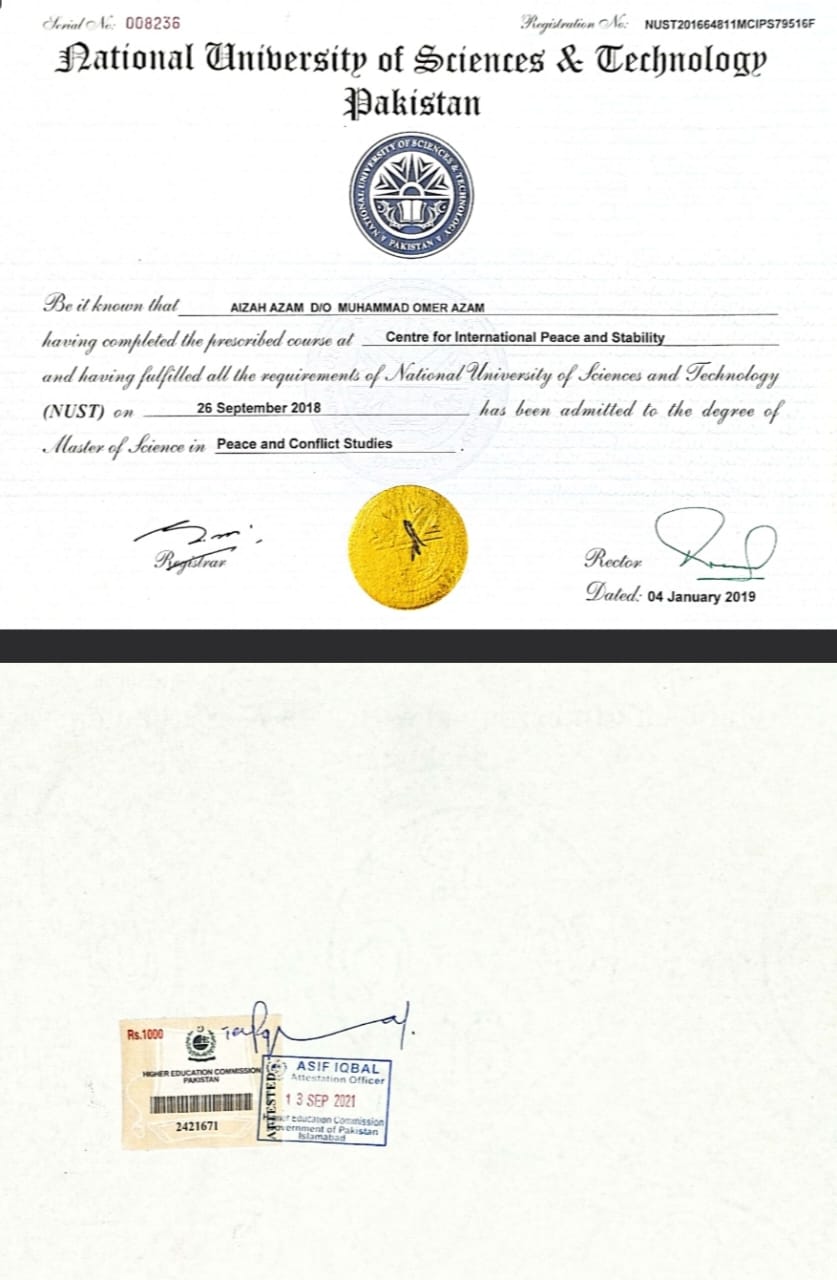 Serial No: 008236
Registration No: NUST201664811MCIPS79516F
National University of Sciences & Technology
Pakistan
NATIONAL UNIVERSITY OF SCIENCES & TECHNOLOGY
PAKISTAN
Be it known that AIZAH AZAM D/O MUHAMMAD OMER AZAM
having completed the prescribed course at Centre for International Peace and Stability
and having fulfilled all the requirements of National University of Sciences and Technology
(NUST) on 26 September 2018 has been admitted to the degree of
Master of Science in Peace and Conflict Studies .
Registrar
Rector
Dated: 04 January 2019
Rs.1000
HIGHER EDUCATION COMMISSION
PAKISTAN
2421671
ATTESTED
ASIF IQBAL
Attestation Officer
13 SEP 2021
Higher Education Commission
Government of Pakistan
Islamabad